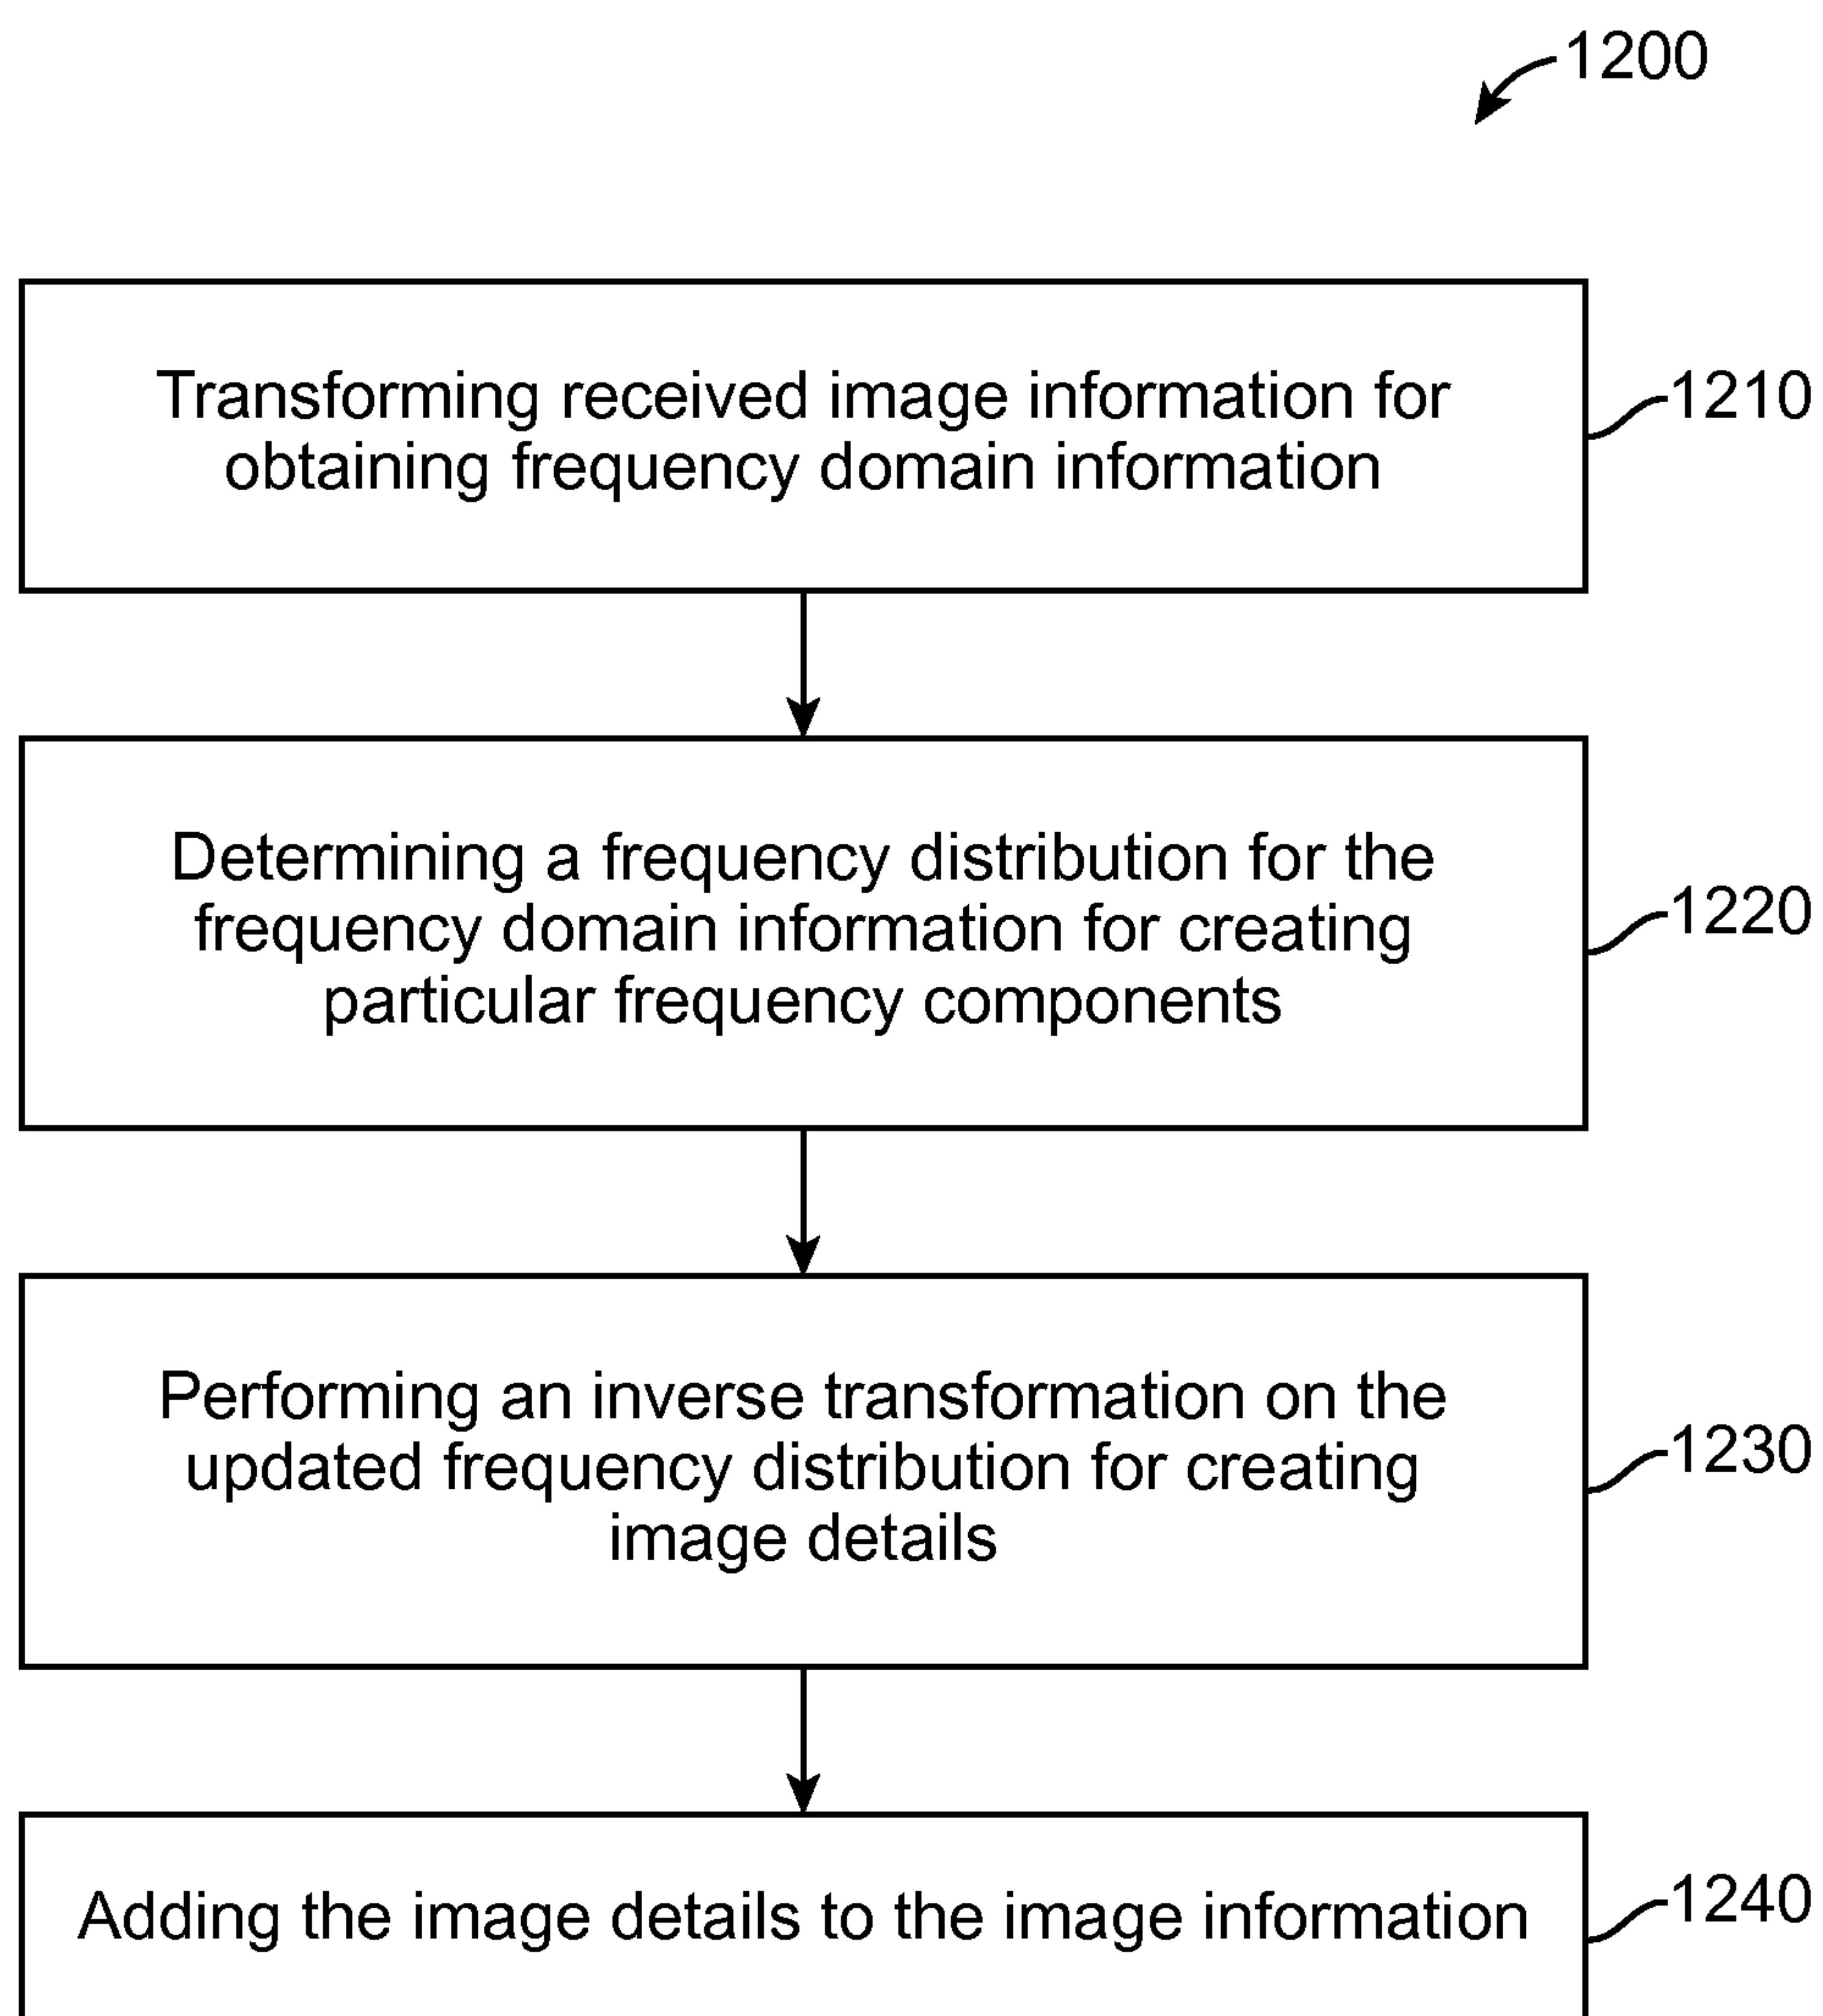 1200
Transforming received image information for
obtaining frequency domain information
1210
Determining a frequency distribution for the
frequency domain information for creating
particular frequency components
1220
Performing an inverse transformation on the
updated frequency distribution for creating
image details
1230
Adding the image details to the image information
1240